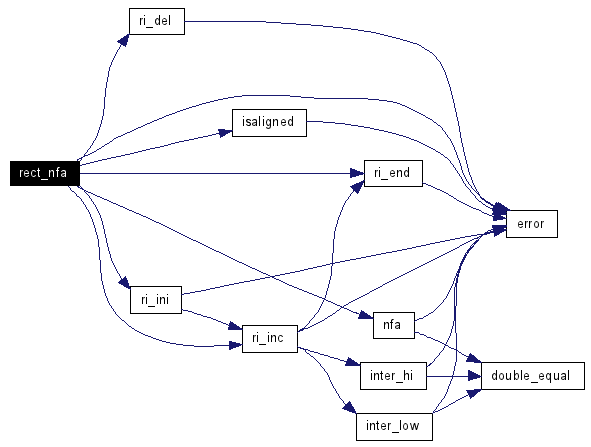 ri_del
isaligned
rect_nfa
ri_end
error
ri_ini
nfa
ri_inc
inter_hi
double_equal
inter_low